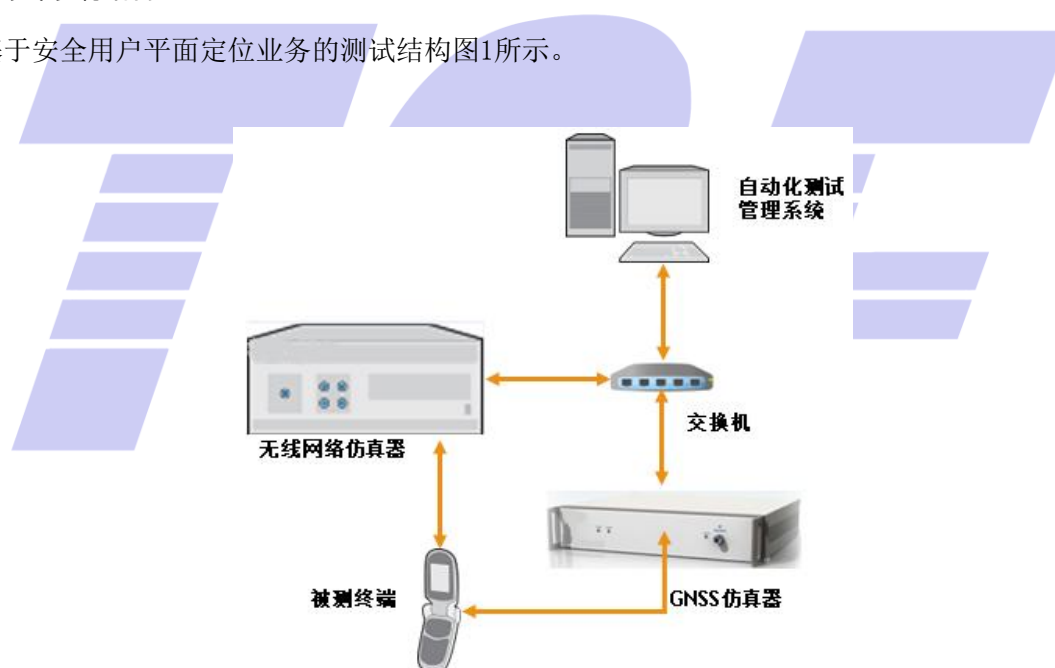 于安全用户平面定位业务的测试结构图1所示。
自动化测试
管理系统
交换机
无线网络仿真器
被测终端
GNSS仿真器